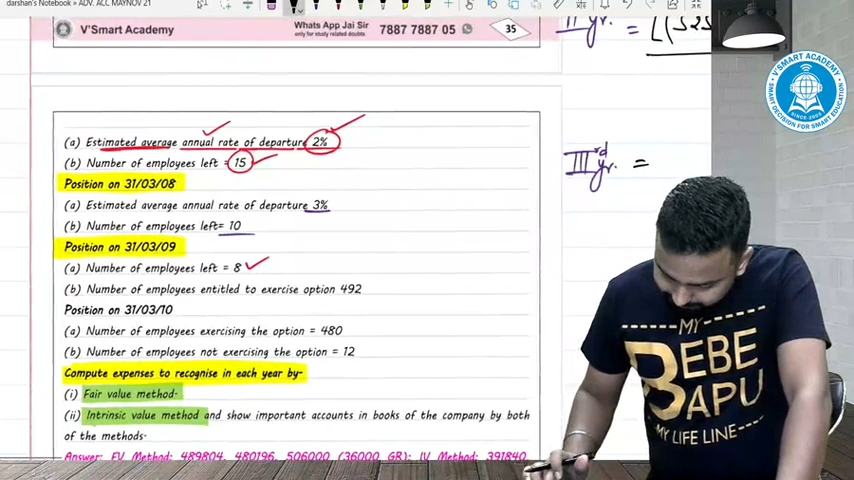 darshan's Notebook » ADV. ACC MAYNOV 21
V'Smart Academy
Whats App Jai Sir
only for study related doubts
7887 7887 05
35
II yr. =
(a) Estimated average annual rate of departure 2%
(b) Number of employees left = 15
Position on 31/03/08
(a) Estimated average annual rate of departure 3%
(b) Number of employees left= 10
Position on 31/03/09
(a) Number of employees left = 8
(b) Number of employees entitled to exercise option 492
Position on 31/03/10
(a) Number of employees exercising the option = 480
(b) Number of employees not exercising the option = 12
Compute expenses to recognise in each year by-
(i) Fair value method.
(ii) Intrinsic value method and show important accounts in books of the company by both
of the methods.
Answer: FV Method: 489804, 480196, 506000 (36000 GR); IV Method: 391840,
IIIrd yr. =
V'SMART ACADEMY
SMART DECISION FOR SMART EDUCATION
SINCE-2003
MY
BEBE
BAPU
MY LIFE LINE